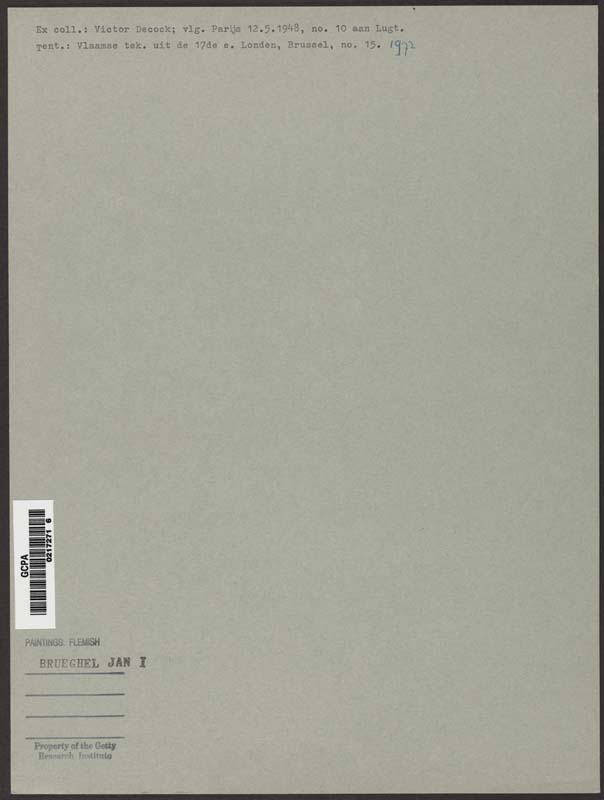 Ex coll.: Victor Decock; vlg. Parijs 12.5.1948, no. 10 aan Lugt.
Tent.: Vlaamse tek. uit de 17de e. Londen, Brussel, no. 15. 1972
GCPA
0217271 6
PAINTINGS: FLEMISH
BRUEGHEL JAN I
Property of the Getty
Research Institute